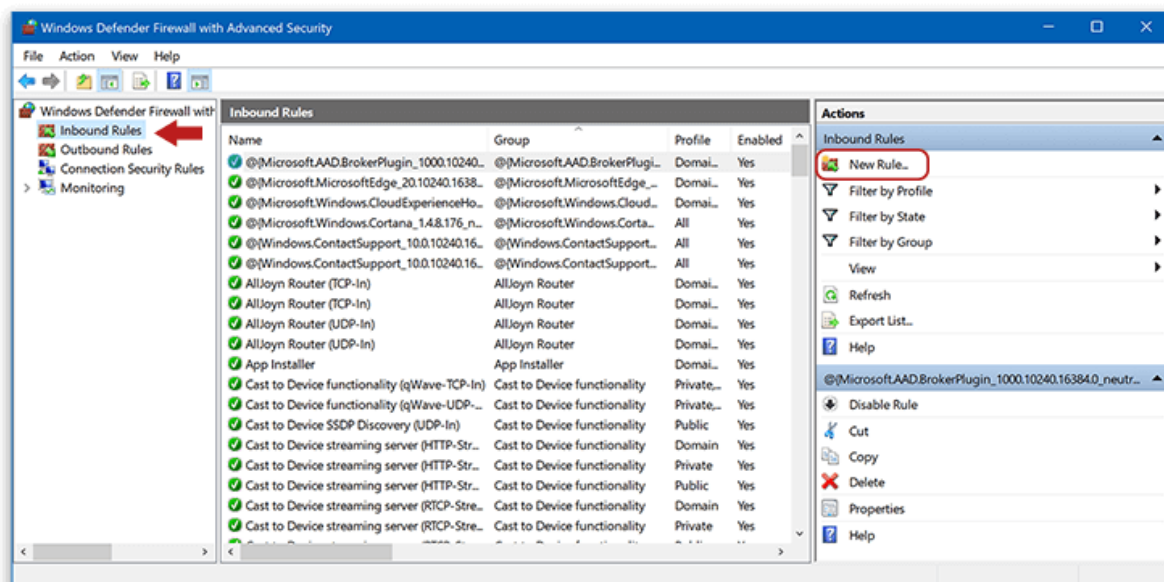 Windows Defender Firewall with Advanced Security
File Action View Help
Windows Defender Firewall with
Inbound Rules
Outbound Rules
Connection Security Rules
Monitoring
Inbound Rules
Name Group Profile Enabled
@{Microsoft.AAD.BrokerPlugin_1000.10240... @{Microsoft.AAD.BrokerPlugi... Domai... Yes
@{Microsoft.MicrosoftEdge_20.10240.1638... @{Microsoft.MicrosoftEdge_... Domai... Yes
@{Microsoft.Windows.CloudExperienceHo... @{Microsoft.Windows.Cloud... Domai... Yes
@{Microsoft.Windows.Cortana_1.4.8.176_n... @{Microsoft.Windows.Corta... All Yes
@{Windows.ContactSupport_10.0.10240.16... @{Windows.ContactSupport... All Yes
@{Windows.ContactSupport_10.0.10240.16... @{Windows.ContactSupport... All Yes
AllJoyn Router (TCP-In) AllJoyn Router Domai... Yes
AllJoyn Router (TCP-In) AllJoyn Router Domai... Yes
AllJoyn Router (UDP-In) AllJoyn Router Domai... Yes
AllJoyn Router (UDP-In) AllJoyn Router Domai... Yes
App Installer App Installer Domai... Yes
Cast to Device functionality (qWave-TCP-In) Cast to Device functionality Private,... Yes
Cast to Device functionality (qWave-UDP-... Cast to Device functionality Private,... Yes
Cast to Device SSDP Discovery (UDP-In) Cast to Device functionality Public Yes
Cast to Device streaming server (HTTP-Str... Cast to Device functionality Domain Yes
Cast to Device streaming server (HTTP-Str... Cast to Device functionality Private Yes
Cast to Device streaming server (HTTP-Str... Cast to Device functionality Public Yes
Cast to Device streaming server (RTCP-Stre... Cast to Device functionality Domain Yes
Cast to Device streaming server (RTCP-Stre... Cast to Device functionality Private Yes
Actions
Inbound Rules
New Rule...
Filter by Profile
Filter by State
Filter by Group
View
Refresh
Export List...
Help
@{Microsoft.AAD.BrokerPlugin_1000.10240.16384.0_neutr...
Disable Rule
Cut
Copy
Delete
Properties
Help